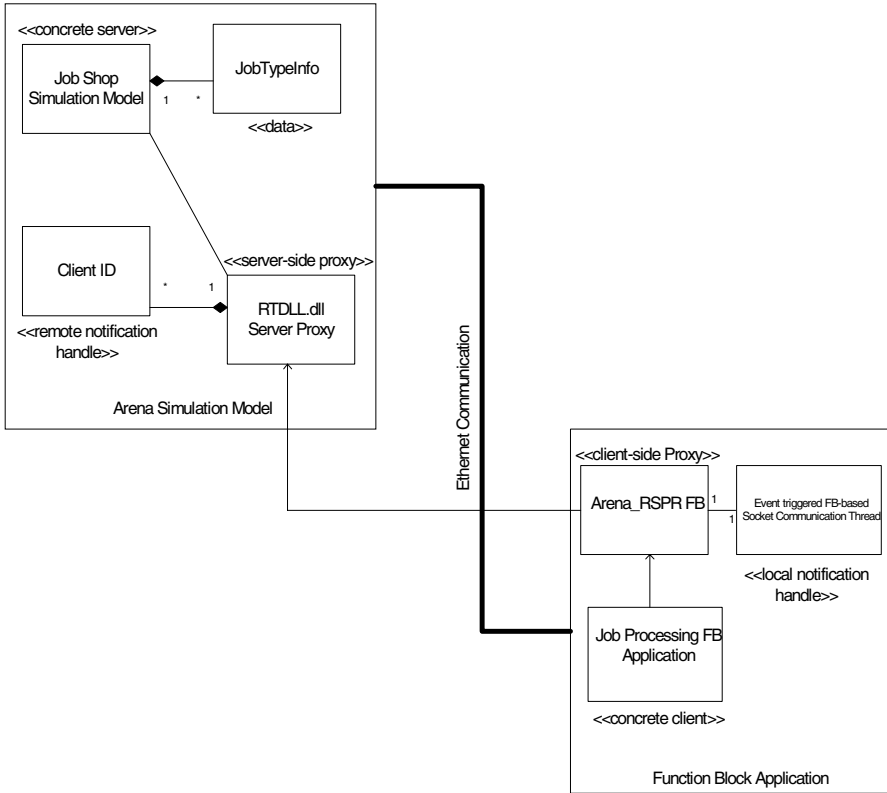 <<concrete server>>
Job Shop
Simulation Model
1
*
JobTypeInfo
<<data>>
Client ID
*
1
<<remote notification
handle>>
<<server-side proxy>>
RTDLL.dll
Server Proxy
Arena Simulation Model
Ethernet Communication
<<client-side Proxy>>
Arena_RSPR FB
1
1
Event triggered FB-based
Socket Communication Thread
<<local notification
handle>>
Job Processing FB
Application
<<concrete client>>
Function Block Application